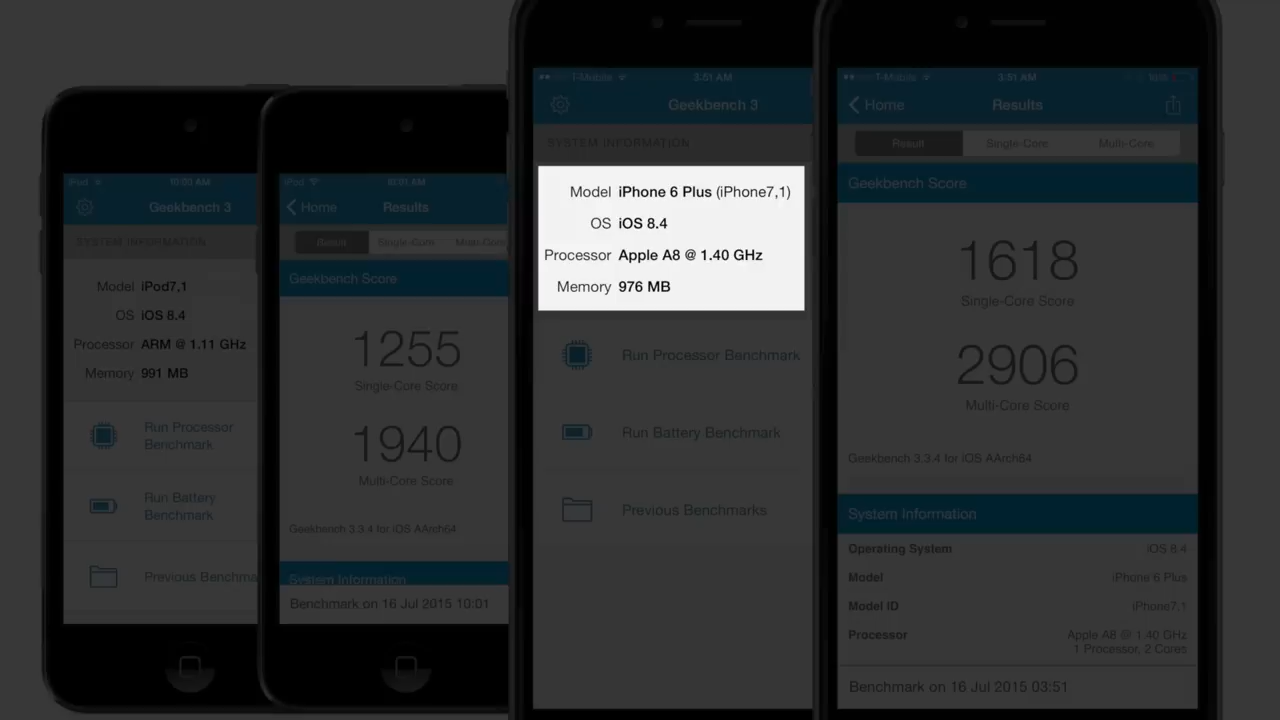 iPod
10:03 AM
Geekbench 3
SYSTEM INFORMATION
Model iPod7,1
OS iOS 8.4
Processor ARM @ 1.11 GHz
Memory 991 MB
Run Processor
Benchmark
Run Battery
Benchmark
Previous Benchma
iPod
10:01 AM
Home
Results
Result
Single-Core
Multi-Core
Geekbench Score
1255
Single-Core Score
1940
Multi-Core Score
Geekbench 3.3.4 for iOS AArch64
System Information
Benchmark on 16 Jul 2015 10:01
T-Mobile
3:51 AM
Geekbench 3
SYSTEM INFORMATION
Model iPhone 6 Plus (iPhone7,1)
OS iOS 8.4
Processor Apple A8 @ 1.40 GHz
Memory 976 MB
Run Processor Benchmark
Run Battery Benchmark
Previous Benchmarks
T-Mobile
3:51 AM
Home
Results
Result
Single-Core
Multi-Core
Geekbench Score
1618
Single-Core Score
2906
Multi-Core Score
Geekbench 3.3.4 for iOS AArch64
System Information
Operating System iOS 8.4
Model iPhone 6 Plus
Model ID iPhone7,1
Processor Apple A8 @ 1.40 GHz
1 Processor, 2 Cores
Benchmark on 16 Jul 2015 03:51